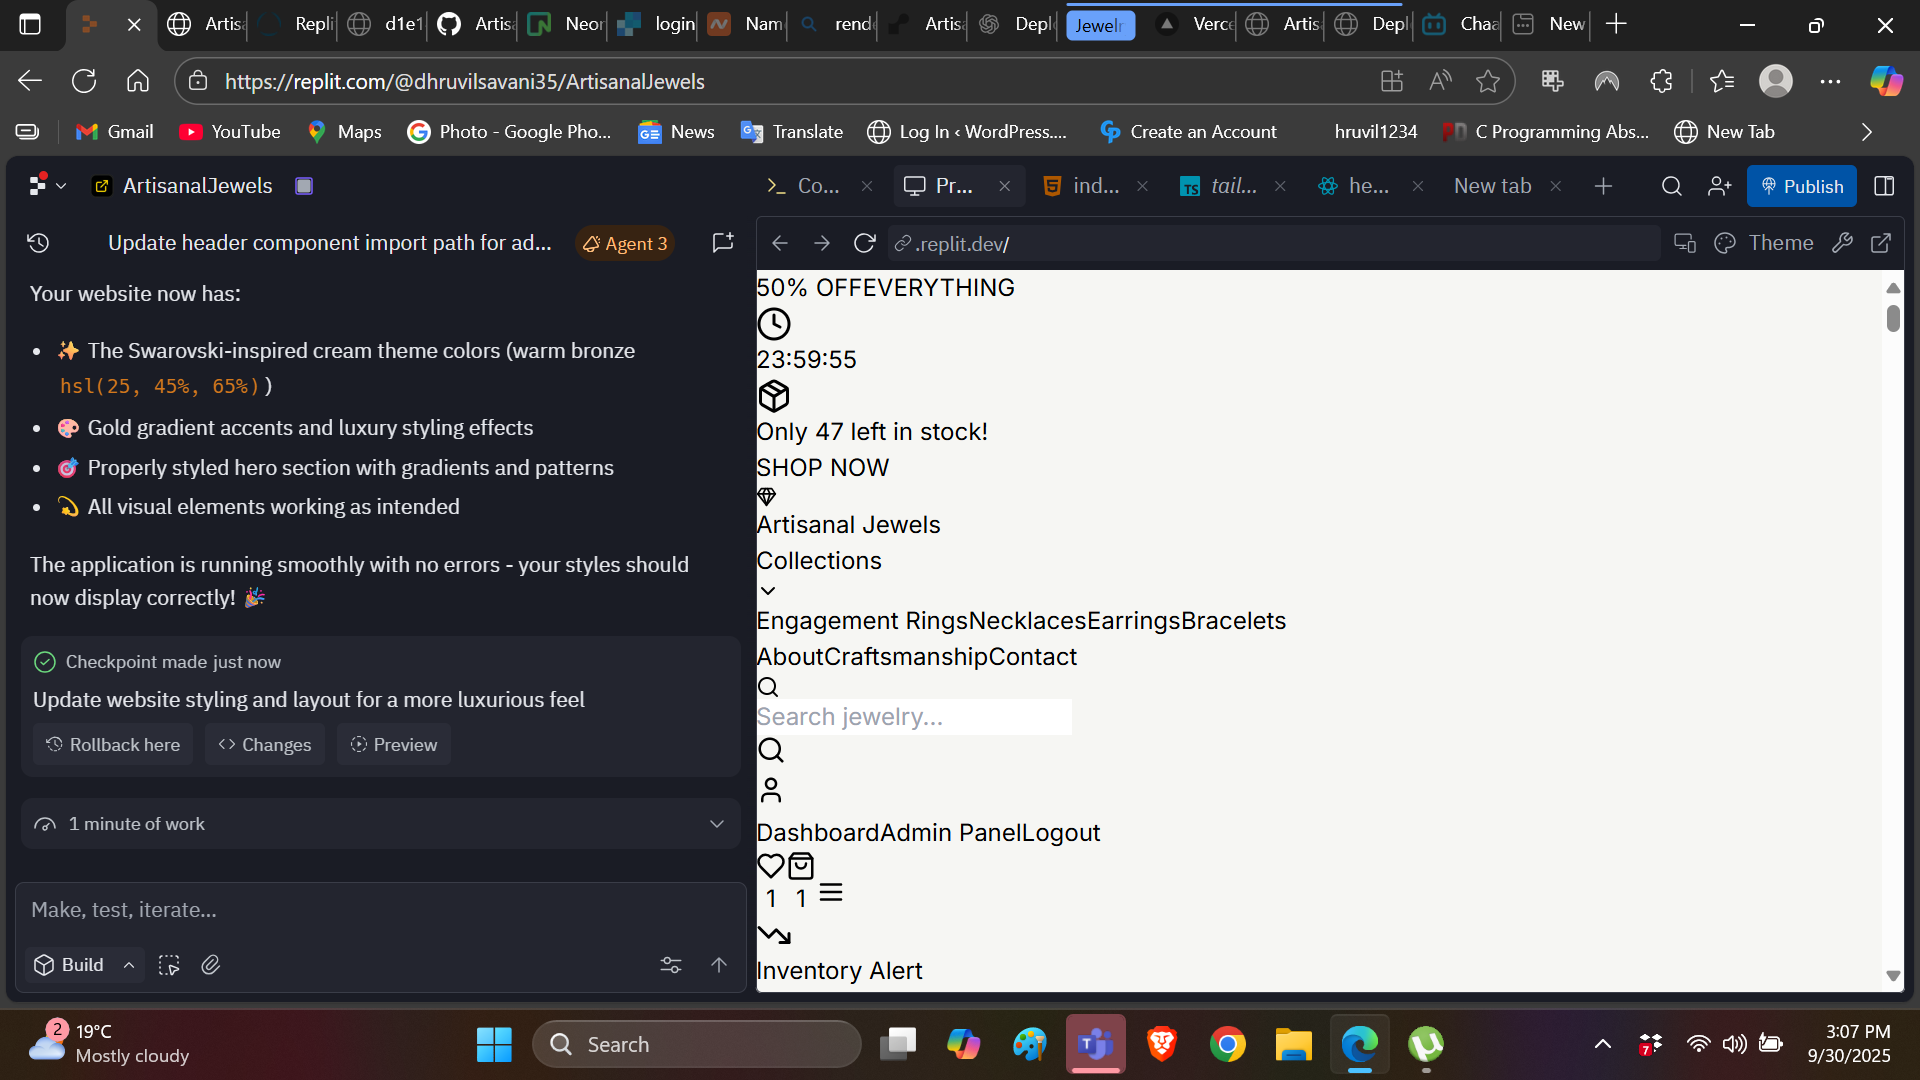 Artisa
Repli
d1e1
Artisa
Neor
login
Nam
rend
Artisa
Deplo
Jewelr
Verce
Artis
Depl
Chaa
New
https://replit.com/@dhruvilsavani35/ArtisanalJewels
Gmail
YouTube
Maps
Photo - Google Pho...
News
Translate
Log In ‹ WordPress....
Create an Account
hruvil1234
C Programming Abs...
New Tab
ArtisanalJewels
Co...
Pr...
ind...
tail...
he...
New tab
Publish
Update header component import path for ad...
Agent 3
.replit.dev/
Theme
Your website now has:
• ✨ The Swarovski-inspired cream theme colors (warm bronze
hsl(25, 45%, 65%))
• 🎨 Gold gradient accents and luxury styling effects
• 🎯 Properly styled hero section with gradients and patterns
• 💫 All visual elements working as intended
The application is running smoothly with no errors - your styles should
now display correctly! 🎉
Checkpoint made just now
Update website styling and layout for a more luxurious feel
Rollback here
Changes
Preview
1 minute of work
Make, test, iterate...
Build
50% OFFEVERYTHING
23:59:55
Only 47 left in stock!
SHOP NOW
Artisanal Jewels
Collections
Engagement RingsNecklacesEarringsBracelets
AboutCraftsmanshipContact
Search jewelry...
DashboardAdmin PanelLogout
1 1
Inventory Alert
2
19°C
Mostly cloudy
Search
7
3:07 PM
9/30/2025